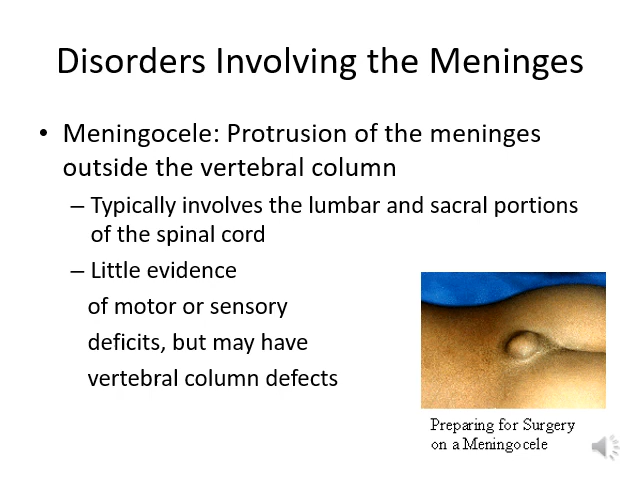 Disorders Involving the Meninges
• Meningocele: Protrusion of the meninges
outside the vertebral column
– Typically involves the lumbar and sacral portions
of the spinal cord
– Little evidence
of motor or sensory
deficits, but may have
vertebral column defects
Preparing for Surgery
on a Meningocele